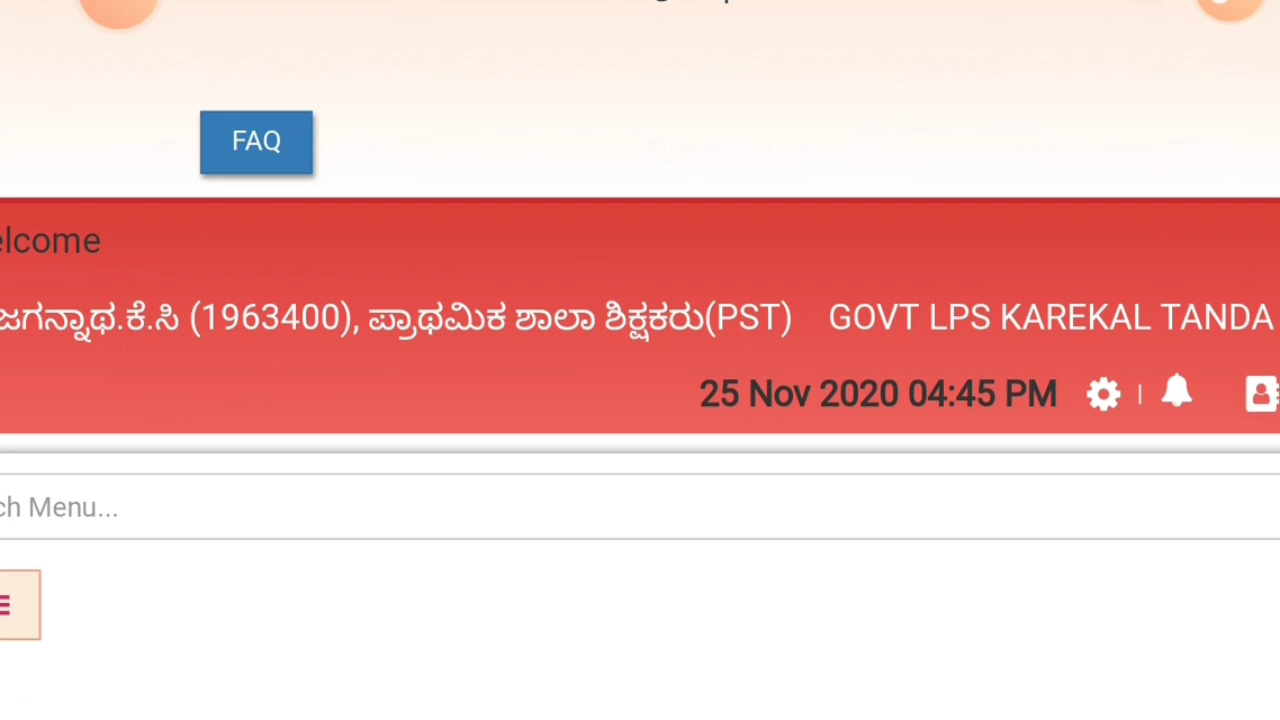 FAQ
elcome
ಜಗನ್ನಾಥ.ಕೆ.ಸಿ (1963400), ಪ್ರಾಥಮಿಕ ಶಾಲಾ ಶಿಕ್ಷಕರು(PST) GOVT LPS KAREKAL TANDA
25 Nov 2020 04:45 PM
ch Menu...